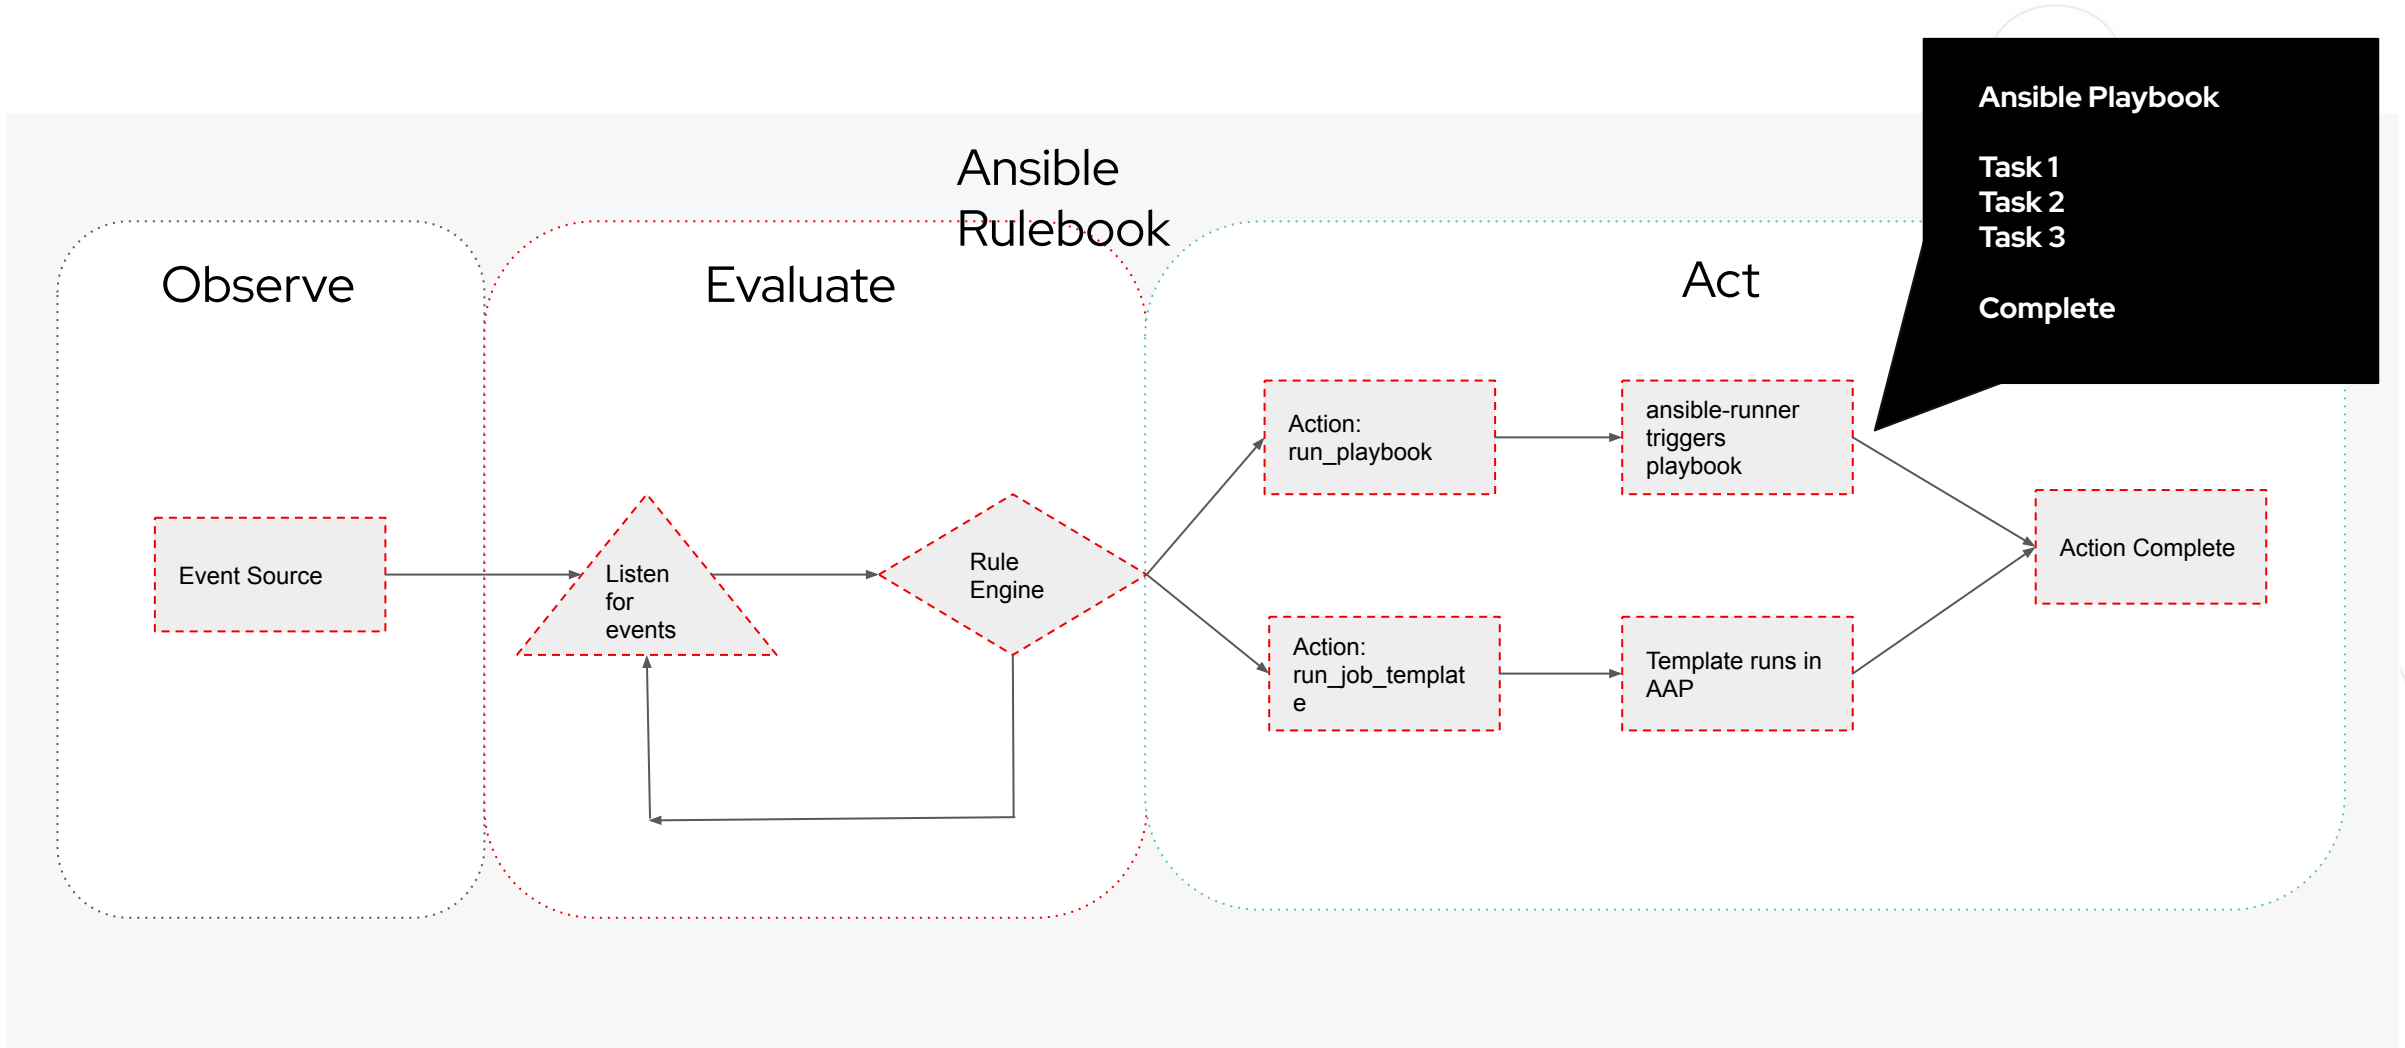 Ansible
Rulebook
Observe
Evaluate
Act
Ansible Playbook
Task 1
Task 2
Task 3
Complete
Event Source
Listen
for
events
Rule
Engine
Action:
run_playbook
ansible-runner
triggers
playbook
Action:
run_job_templat
e
Template runs in
AAP
Action Complete